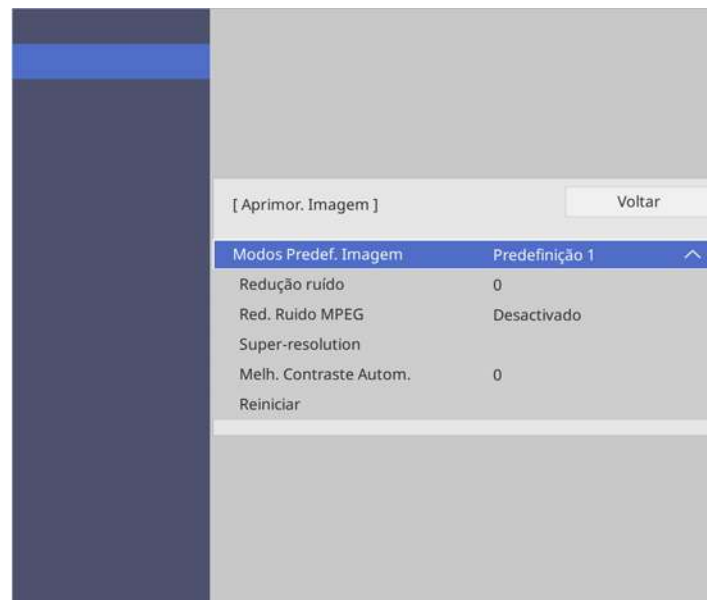 [ Aprimor. Imagem ] Voltar
Modos Predef. Imagem Predefinição 1
Redução ruído 0
Red. Ruido MPEG Desactivado
Super-resolution
Melh. Contraste Autom. 0
Reiniciar